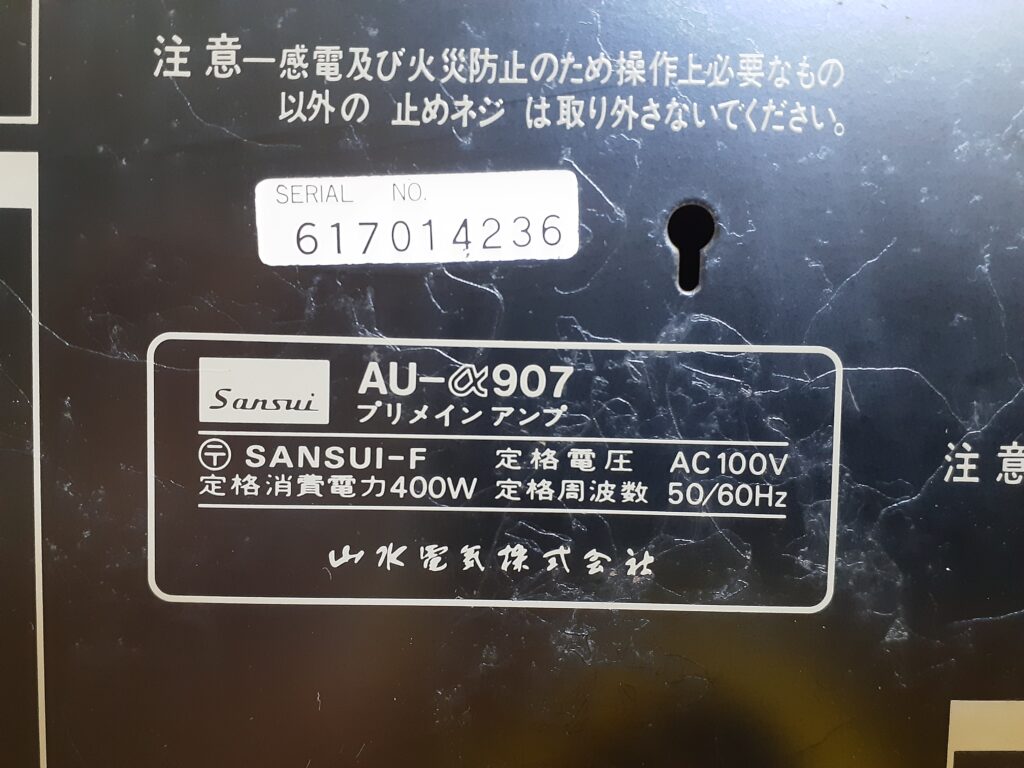 注意－感電及び火災防止のため操作上必要なもの
以外の 止めネジ は取り外さないでください。
SERIAL NO.
617014236
Sansui
AU-α907
プリメインアンプ
〒 SANSUI-F 定格電圧 AC100V
定格消費電力400W 定格周波数 50/60Hz
山水電気株式会社
注意